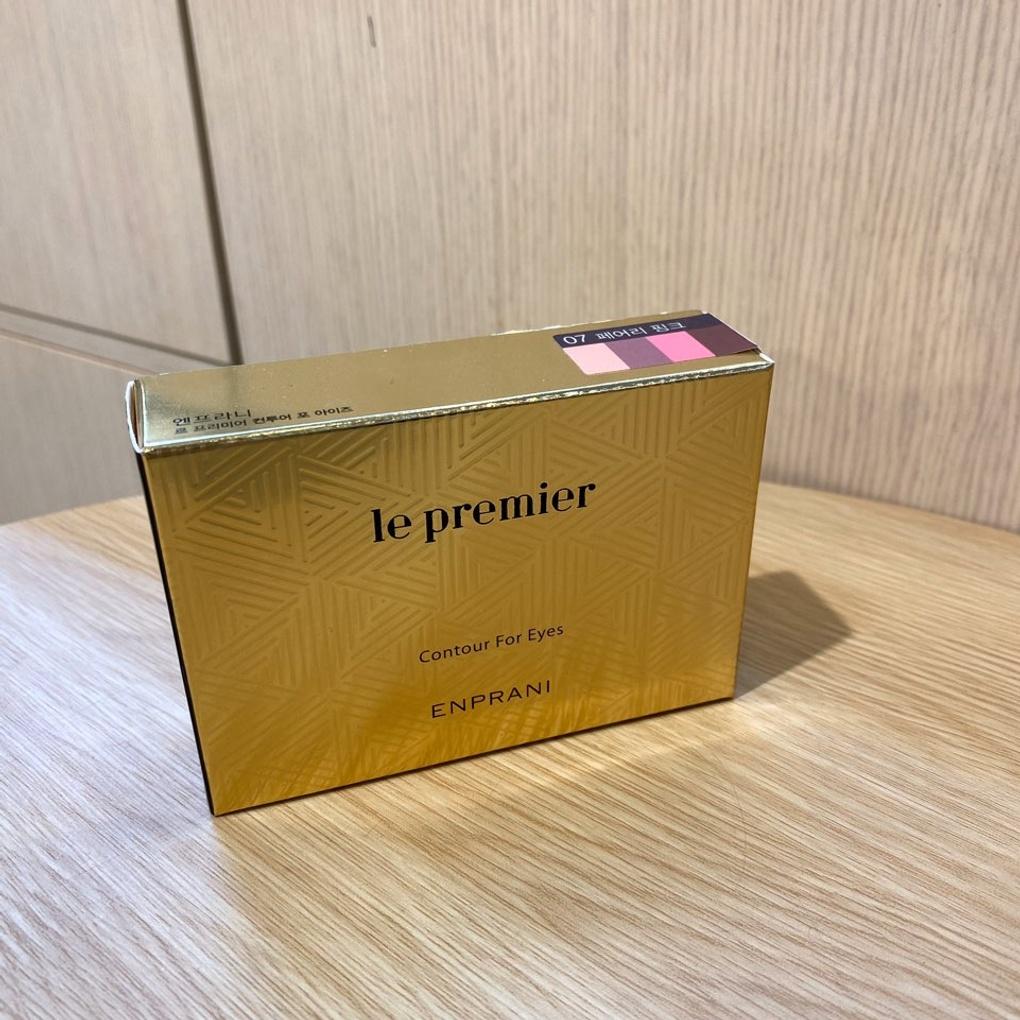 07 페어리 핑크
엔프라니
르 프리미어 컨투어 포 아이즈
le premier
Contour For Eyes
ENPRANI